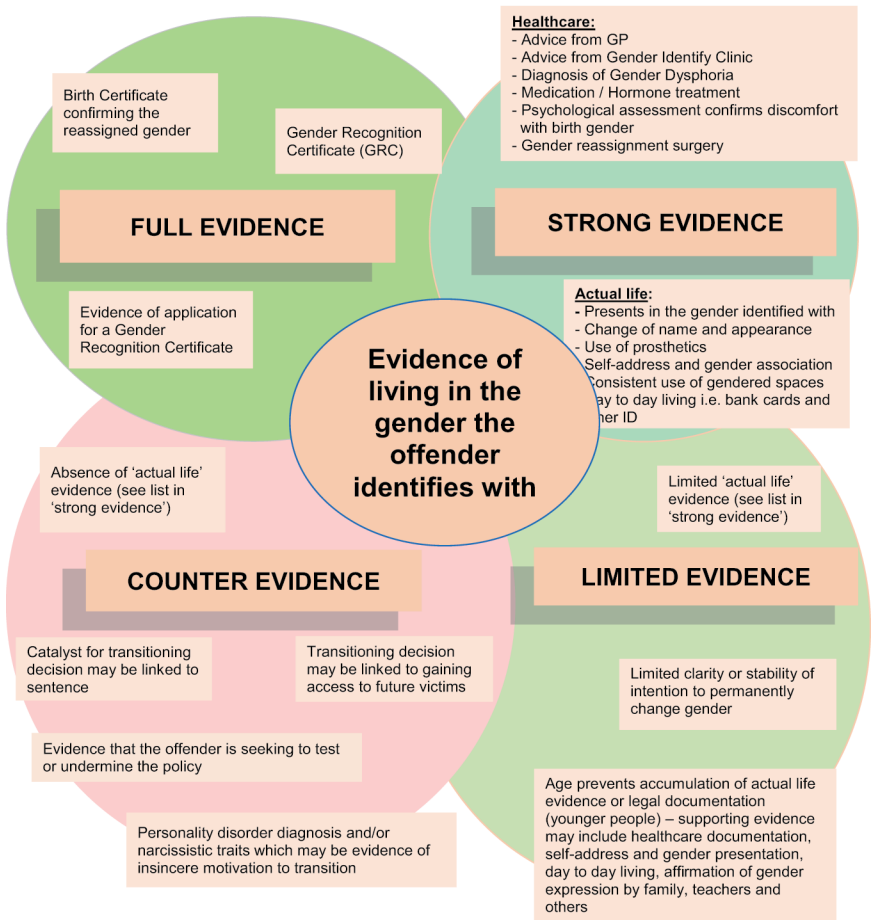 Birth Certificate
confirming the
reassigned gender
Gender Recognition
Certificate (GRC)
FULL EVIDENCE
Evidence of application
for a Gender
Recognition Certificate
Healthcare:
- Advice from GP
- Advice from Gender Identify Clinic
- Diagnosis of Gender Dysphoria
- Medication / Hormone treatment
- Psychological assessment confirms discomfort
with birth gender
- Gender reassignment surgery
STRONG EVIDENCE
Actual life:
- Presents in the gender identified with
- Change of name and appearance
- Use of prosthetics
Self-address and gender association
Consistent use of gendered spaces
to day living i.e. bank cards and
ID
Evidence of
living in the
gender the
offender
identifies with
Absence of ‘actual life’
evidence (see list in
‘strong evidence’)
COUNTER EVIDENCE
Catalyst for transitioning
decision may be linked to
sentence
Transitioning decision
may be linked to gaining
access to future victims
Evidence that the offender is seeking to test
or undermine the policy
Personality disorder diagnosis and/or
narcissistic traits which may be evidence of
insincere motivation to transition
Limited ‘actual life’
evidence (see list in
‘strong evidence’)
LIMITED EVIDENCE
Limited clarity or stability of
intention to permanently
change gender
Age prevents accumulation of actual life
evidence or legal documentation
(younger people) – supporting evidence
may include healthcare documentation,
self-address and gender presentation,
day to day living, affirmation of gender
expression by family, teachers and
others